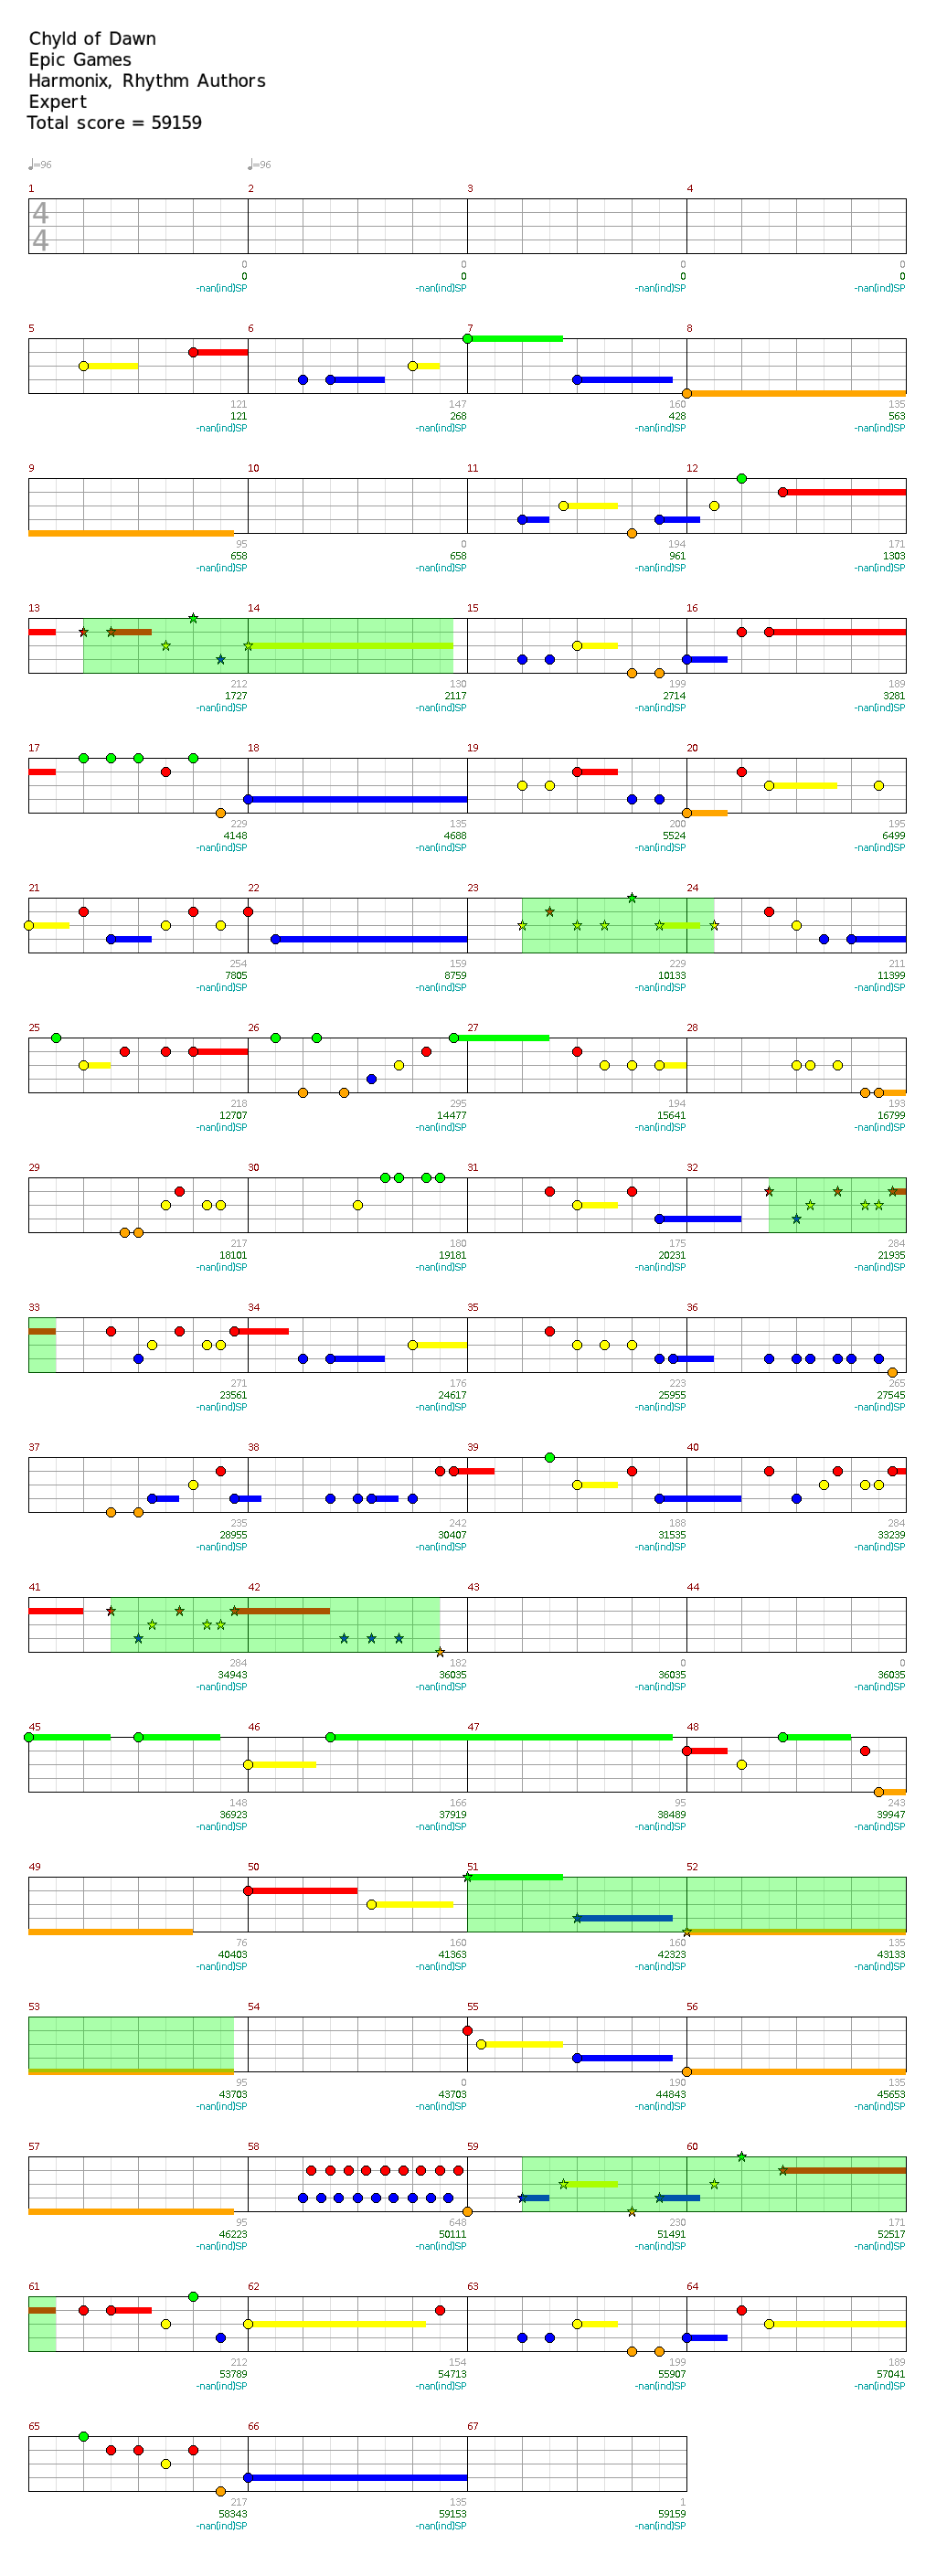 Chyld of Dawn
Epic Games
Harmonix, Rhythm Authors
Expert
Total score = 59159
♩=96 ♩=96
1 2 3 4
4
4
0 0 0 0
0 0 0 0
-nan(ind)SP -nan(ind)SP -nan(ind)SP -nan(ind)SP
5 6 7 8
121 147 160 135
121 268 428 563
-nan(ind)SP -nan(ind)SP -nan(ind)SP -nan(ind)SP
9 10 11 12
95 0 194 171
658 658 961 1303
-nan(ind)SP -nan(ind)SP -nan(ind)SP -nan(ind)SP
13 14 15 16
212 130 199 189
1727 2117 2714 3281
-nan(ind)SP -nan(ind)SP -nan(ind)SP -nan(ind)SP
17 18 19 20
229 135 200 195
4148 4688 5524 6499
-nan(ind)SP -nan(ind)SP -nan(ind)SP -nan(ind)SP
21 22 23 24
254 159 229 211
7805 8759 10133 11399
-nan(ind)SP -nan(ind)SP -nan(ind)SP -nan(ind)SP
25 26 27 28
218 295 194 193
12707 14477 15641 16799
-nan(ind)SP -nan(ind)SP -nan(ind)SP -nan(ind)SP
29 30 31 32
217 180 175 284
18101 19181 20231 21935
-nan(ind)SP -nan(ind)SP -nan(ind)SP -nan(ind)SP
33 34 35 36
271 176 223 265
23561 24617 25955 27545
-nan(ind)SP -nan(ind)SP -nan(ind)SP -nan(ind)SP
37 38 39 40
235 242 188 284
28955 30407 31535 33239
-nan(ind)SP -nan(ind)SP -nan(ind)SP -nan(ind)SP
41 42 43 44
284 182 0 0
34943 36035 36035 36035
-nan(ind)SP -nan(ind)SP -nan(ind)SP -nan(ind)SP
45 46 47 48
148 166 95 243
36923 37919 38489 39947
-nan(ind)SP -nan(ind)SP -nan(ind)SP -nan(ind)SP
49 50 51 52
76 160 160 135
40403 41363 42323 43133
-nan(ind)SP -nan(ind)SP -nan(ind)SP -nan(ind)SP
53 54 55 56
95 0 190 135
43703 43703 44843 45653
-nan(ind)SP -nan(ind)SP -nan(ind)SP -nan(ind)SP
57 58 59 60
95 648 230 171
46223 50111 51491 52517
-nan(ind)SP -nan(ind)SP -nan(ind)SP -nan(ind)SP
61 62 63 64
212 154 199 189
53789 54713 55907 57041
-nan(ind)SP -nan(ind)SP -nan(ind)SP -nan(ind)SP
65 66 67
217 135 1
58343 59153 59159
-nan(ind)SP -nan(ind)SP -nan(ind)SP